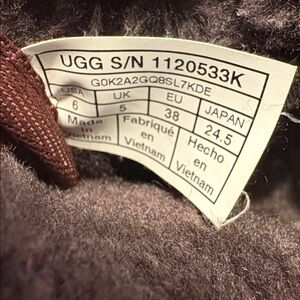 UGG S/N 1120533K
G0K2A2GQ8SL7KDE
USA UK EU JAPAN
6 5 38 24.5
Made in Vietnam Fabriqué en Vietnam Hecho en Vietnam